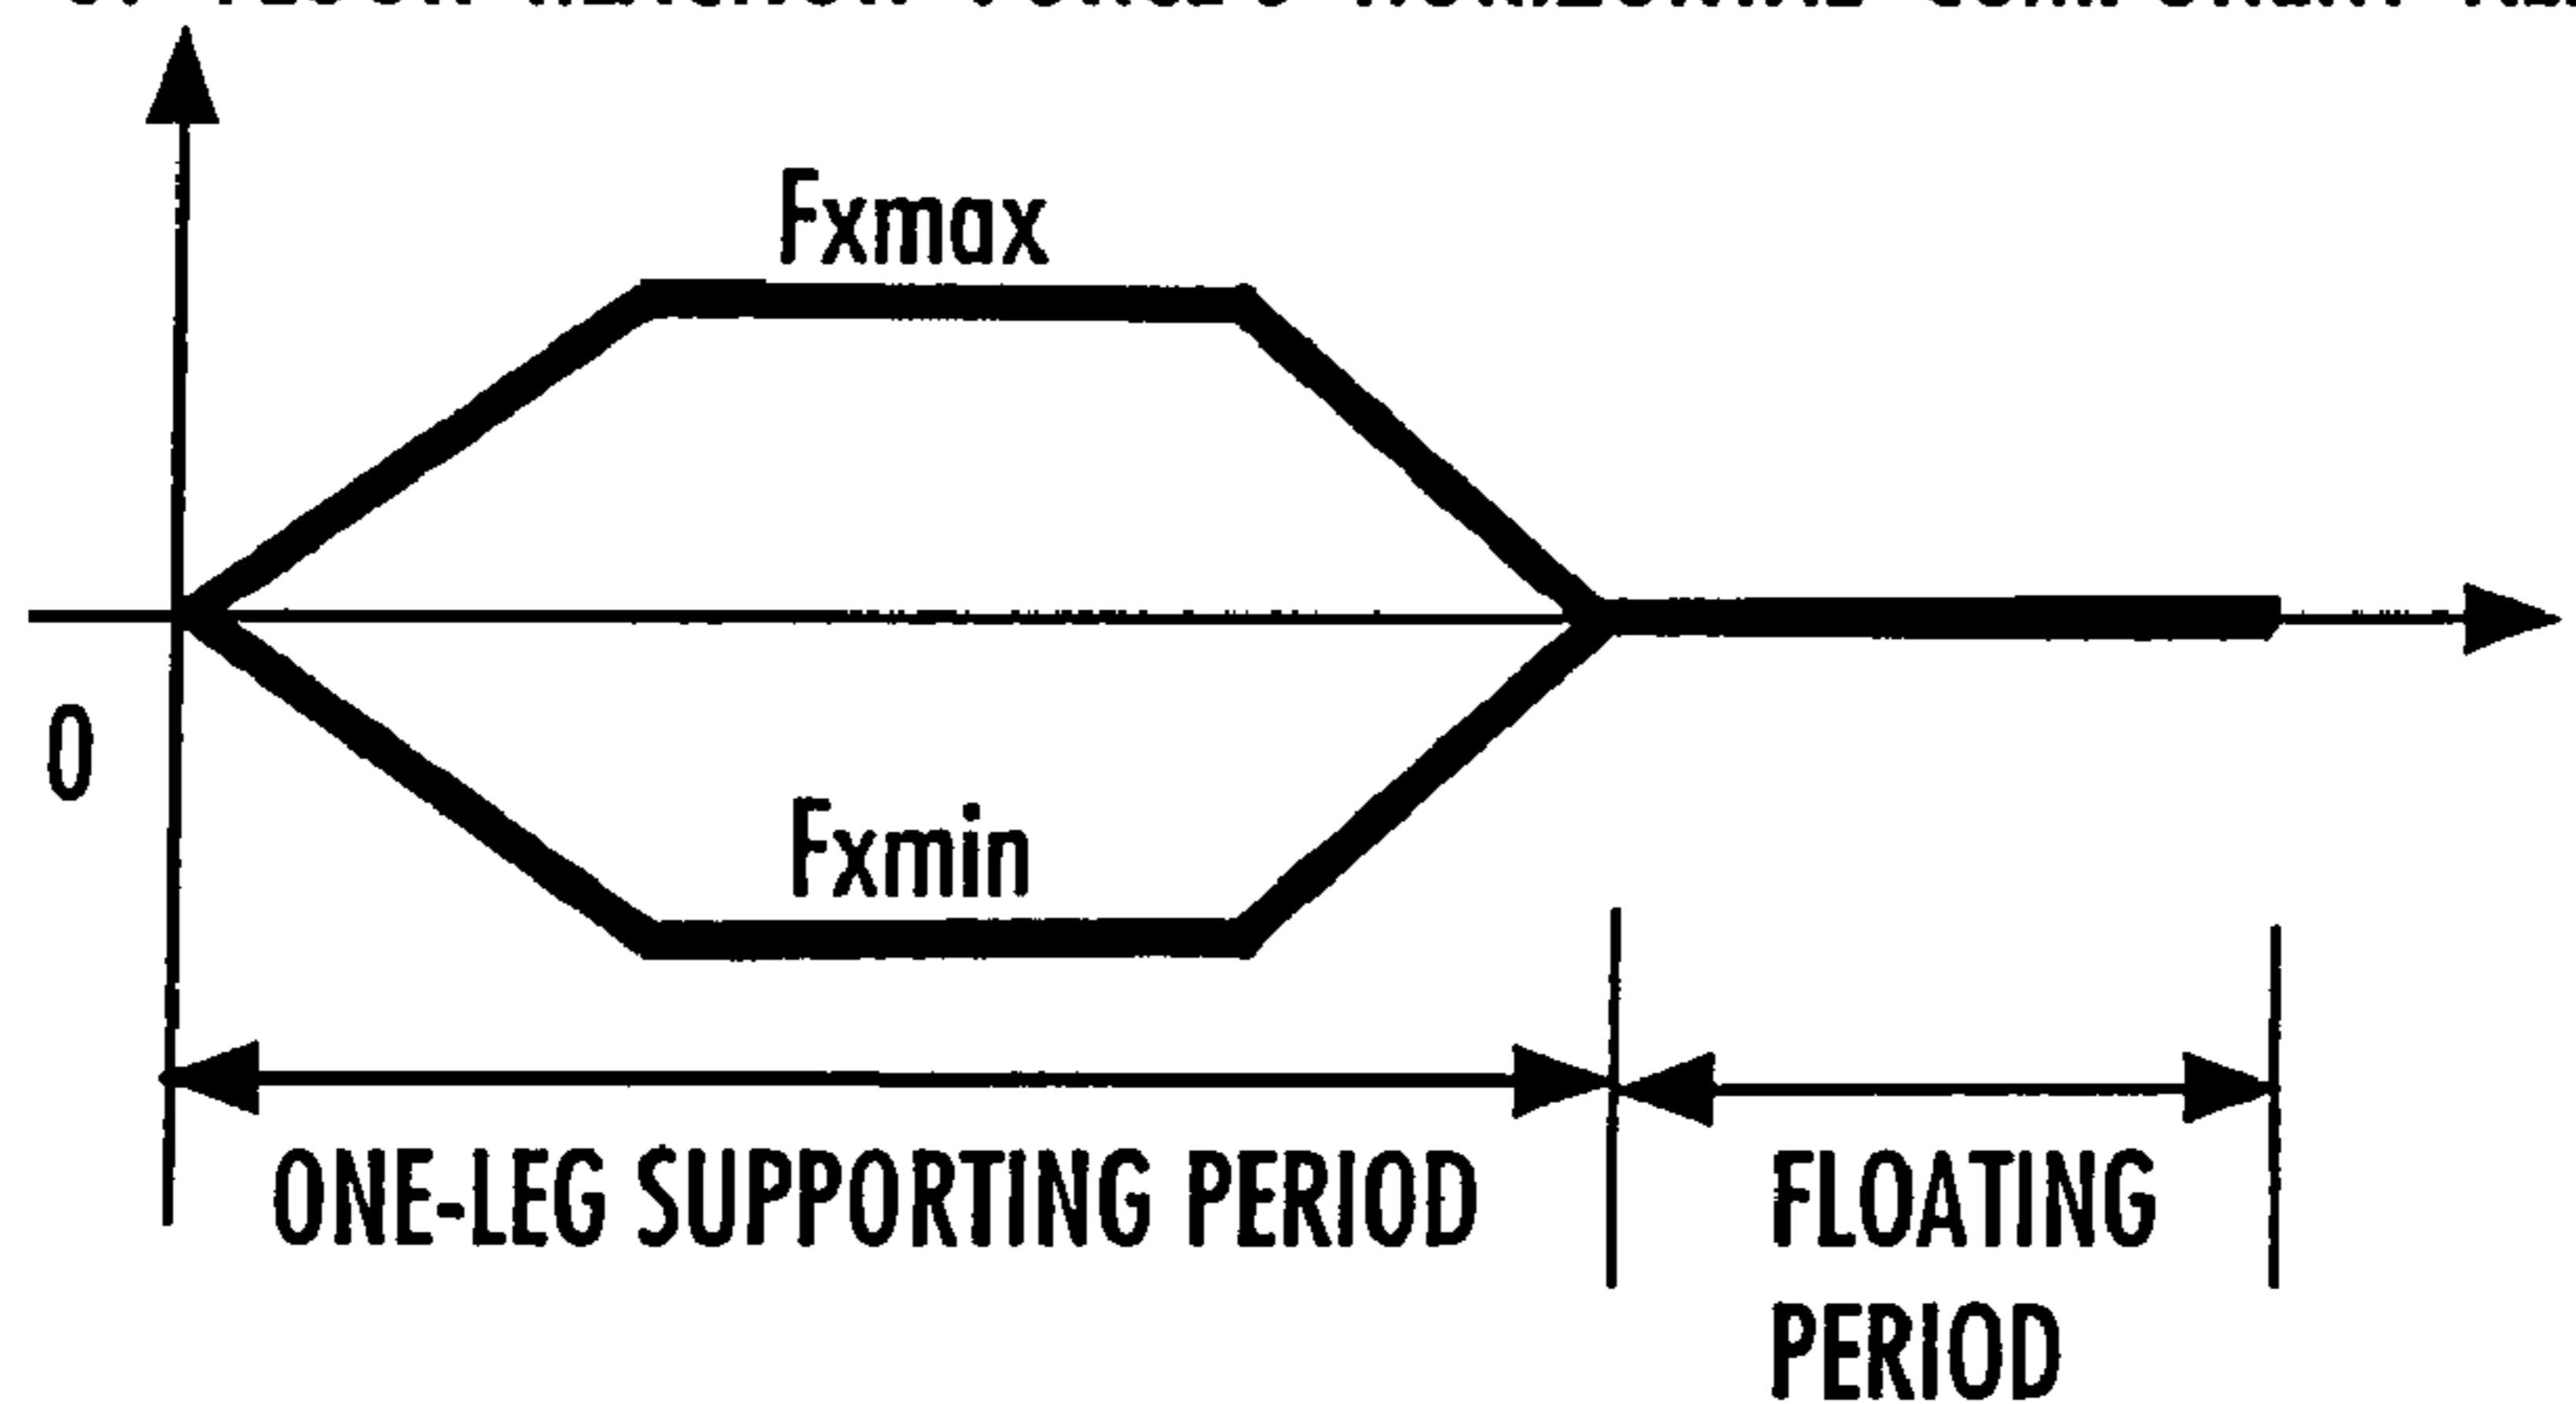 Fxmax
0
Fxmin
ONE-LEG SUPPORTING PERIOD
FLOATING
PERIOD